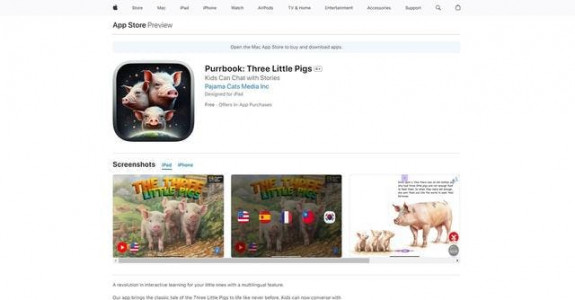 Store Mac iPad iPhone Watch AirPods TV & Home Entertainment Accessories Support
App Store Preview
Open the Mac App Store to buy and download apps.
Purrbook: Three Little Pigs 4+
Kids Can Chat with Stories
Pajama Cats Media Inc
Designed for iPad
Free · Offers In-App Purchases
Screenshots iPad iPhone
THE THREE
LITTLE PIGS
THE THREE
LITTLE PIGS
A revolution in interactive learning for your little ones with a multilingual feature.
Our app brings the classic tale of the Three Little Pigs to life like never before. Kids can now converse with